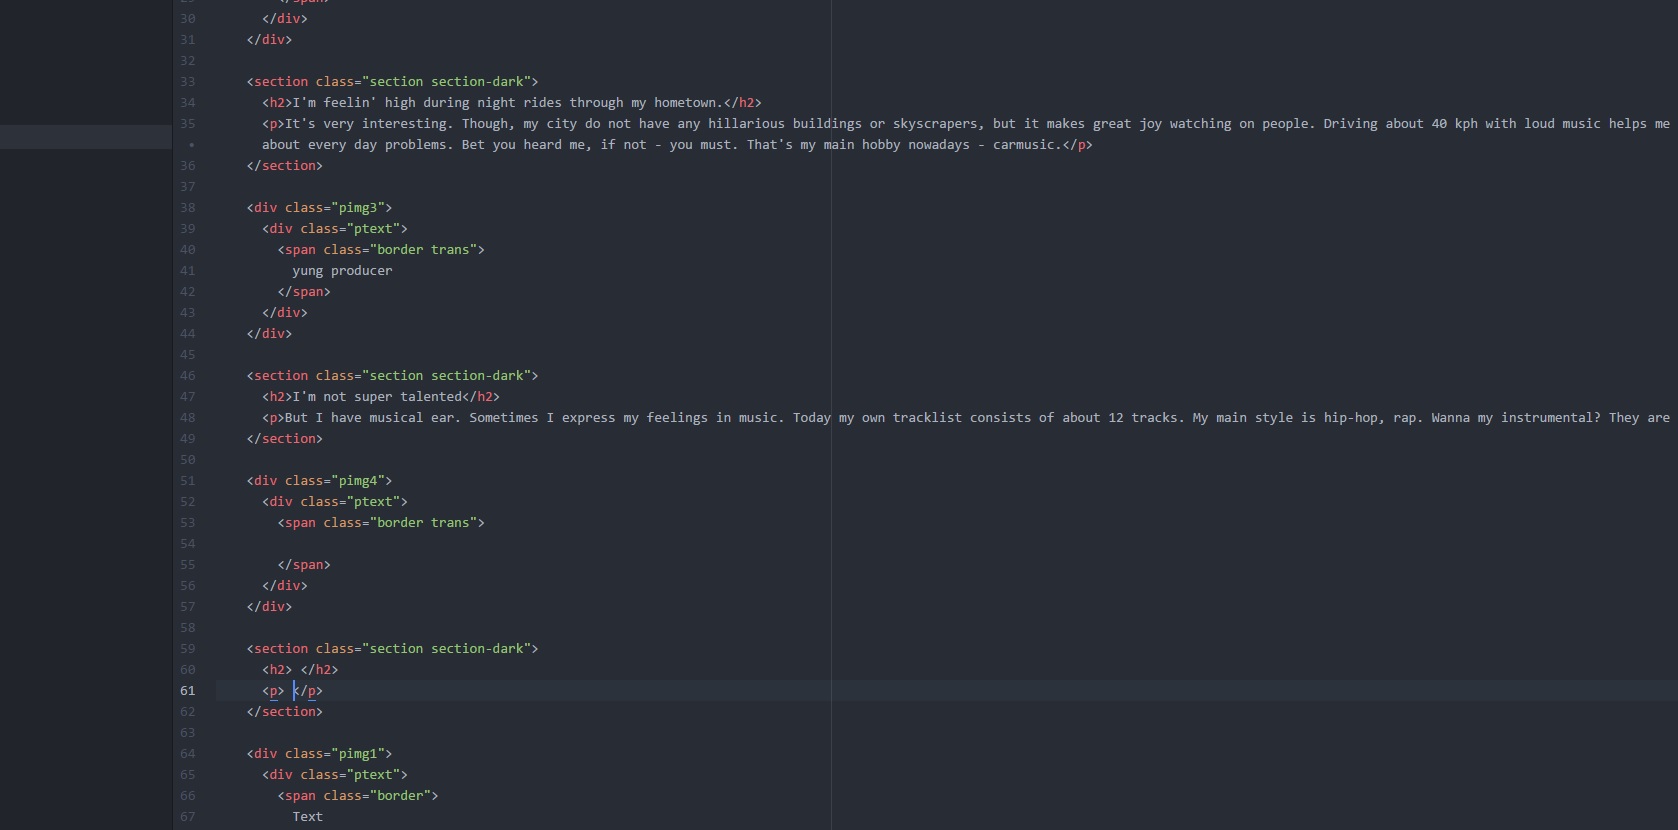 29 </span>
30 </div>
31 </div>
32
33 <section class="section section-dark">
34 <h2>I'm feelin' high during night rides through my hometown.</h2>
35 <p>It's very interesting. Though, my city do not have any hillarious buildings or skyscrapers, but it makes great joy watching on people. Driving about 40 kph with loud music helps me
• about every day problems. Bet you heard me, if not - you must. That's my main hobby nowadays - carmusic.</p>
36 </section>
37
38 <div class="pimg3">
39 <div class="ptext">
40 <span class="border trans">
41 yung producer
42 </span>
43 </div>
44 </div>
45
46 <section class="section section-dark">
47 <h2>I'm not super talented</h2>
48 <p>But I have musical ear. Sometimes I express my feelings in music. Today my own tracklist consists of about 12 tracks. My main style is hip-hop, rap. Wanna my instrumental? They are
49 </section>
50
51 <div class="pimg4">
52 <div class="ptext">
53 <span class="border trans">
54
55 </span>
56 </div>
57 </div>
58
59 <section class="section section-dark">
60 <h2> </h2>
61 <p> </p>
62 </section>
63
64 <div class="pimg1">
65 <div class="ptext">
66 <span class="border">
67 Text